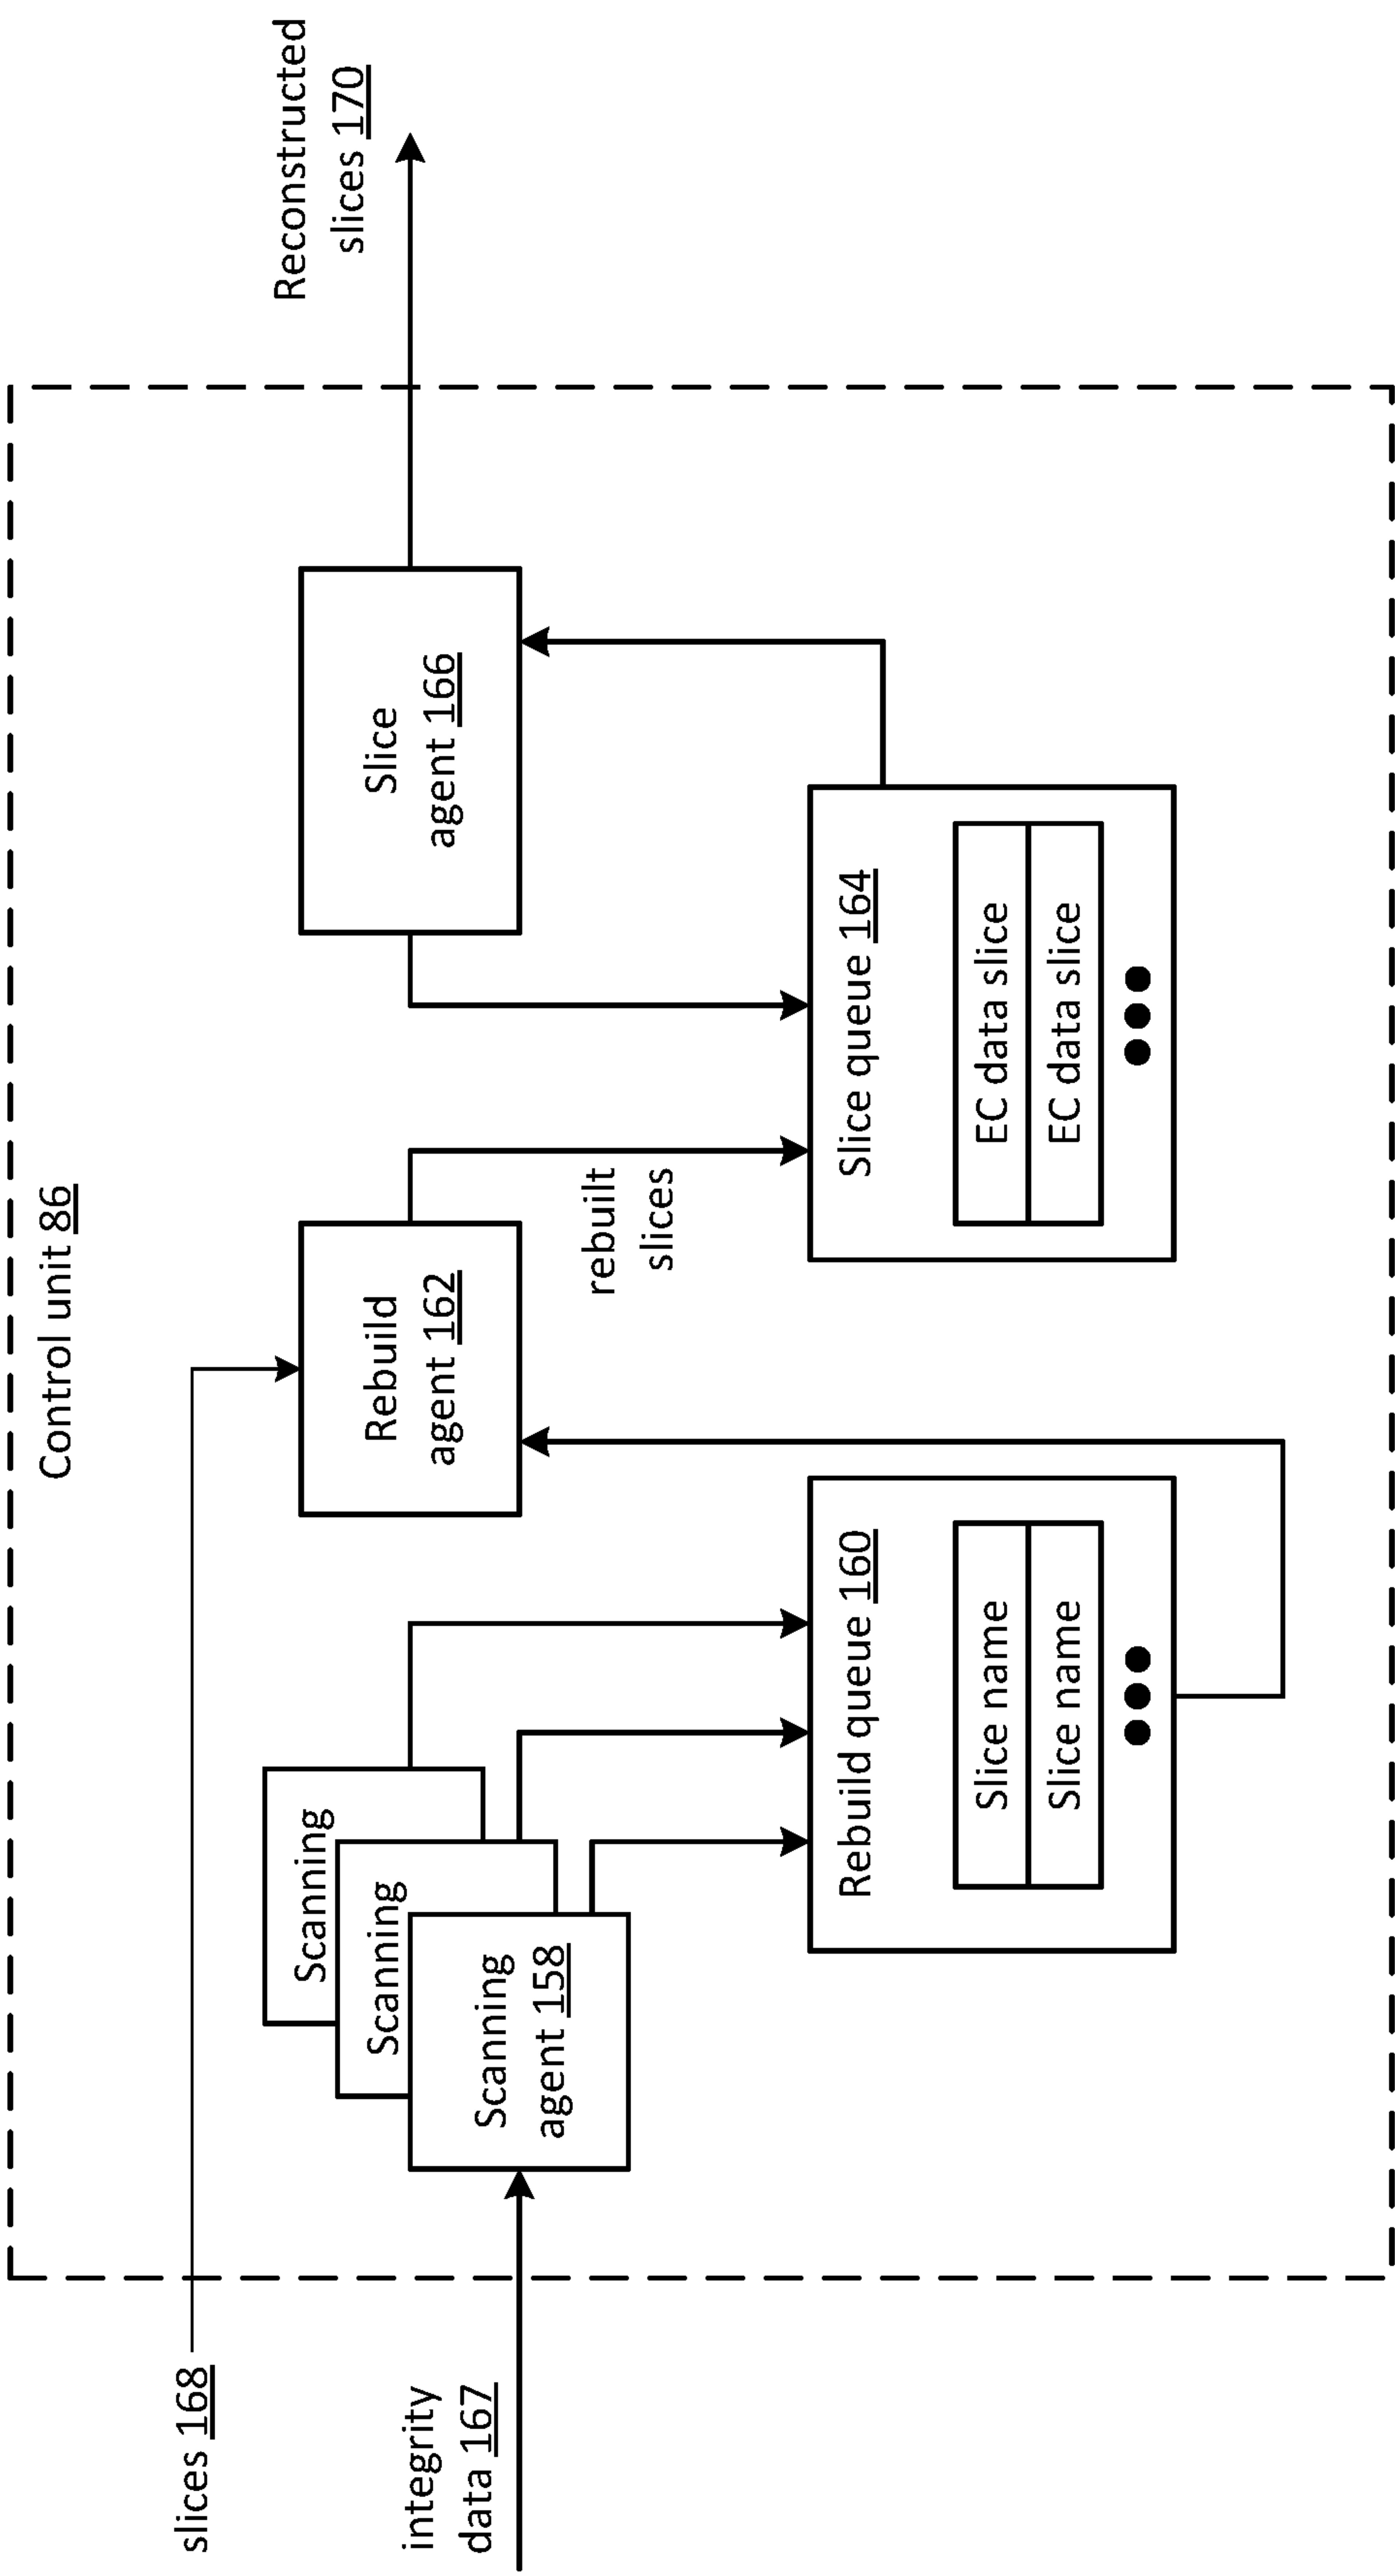 Control unit 86
slices 168
integrity
data 167
Scanning
Scanning
Scanning
agent 158
Rebuild queue 160
Slice name
Slice name
Rebuild
agent 162
rebuilt
slices
Slice queue 164
EC data slice
EC data slice
Slice
agent 166
Reconstructed
slices 170